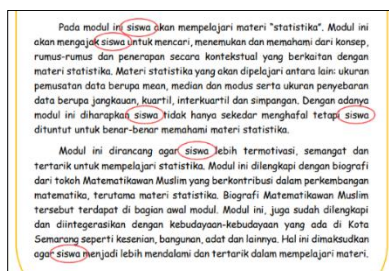 Pada modul ini siswa akan mempelajari materi "statistika". Modul ini
akan mengajak siswa untuk mencari, menemukan dan memahami dari konsep,
rumus-rumus dan penerapan secara kontekstual yang berkaitan dengan
materi statistika. Materi statistika yang akan dipelajari antara lain: ukuran
pemusatan data berupa mean, median dan modus serta ukuran penyebaran
data berupa jangkauan, kuartil, interkuartil dan simpangan. Dengan adanya
modul ini diharapkan siswa tidak hanya sekedar menghafal tetapi siswa
dituntut untuk benar-benar memahami materi statistika.
Modul ini dirancang agar siswa lebih termotivasi, semangat dan
tertarik untuk mempelajari statistika. Modul ini dilengkapi dengan biografi
dari tokoh Matematikawan Muslim yang berkontribusi dalam perkembangan
matematika, terutama materi statistika. Biografi Matematikawan Muslim
tersebut terdapat di bagian awal modul. Modul ini, juga sudah dilengkapi
dan diintegrasikan dengan kebudayaan-kebudayaan yang ada di Kota
Semarang seperti kesenian, bangunan, adat dan lainnya. Hal ini dimaksudkan
agar siswa menjadi lebih mendalami dan tertarik dalam mempelajari materi.